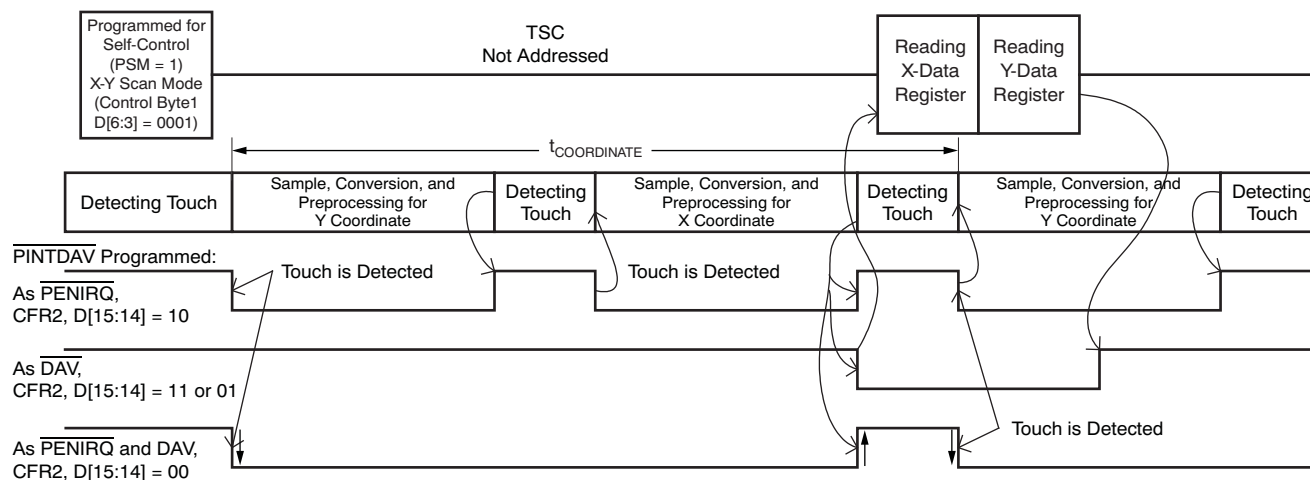 Programmed for
Self-Control
(PSM = 1)
X-Y Scan Mode
(Control Byte1
D[6:3] = 0001)
TSC
Not Addressed
Reading
X-Data
Register
Reading
Y-Data
Register
tCOORDINATE
Detecting Touch
Sample, Conversion, and
Preprocessing for
Y Coordinate
Detecting
Touch
Sample, Conversion, and
Preprocessing for
X Coordinate
Detecting
Touch
Sample, Conversion, and
Preprocessing for
Y Coordinate
Detecting
Touch
PINTDAV Programmed:
Touch is Detected
Touch is Detected
As PENIRQ,
CFR2, D[15:14] = 10
As DAV,
CFR2, D[15:14] = 11 or 01
Touch is Detected
As PENIRQ and DAV,
CFR2, D[15:14] = 00